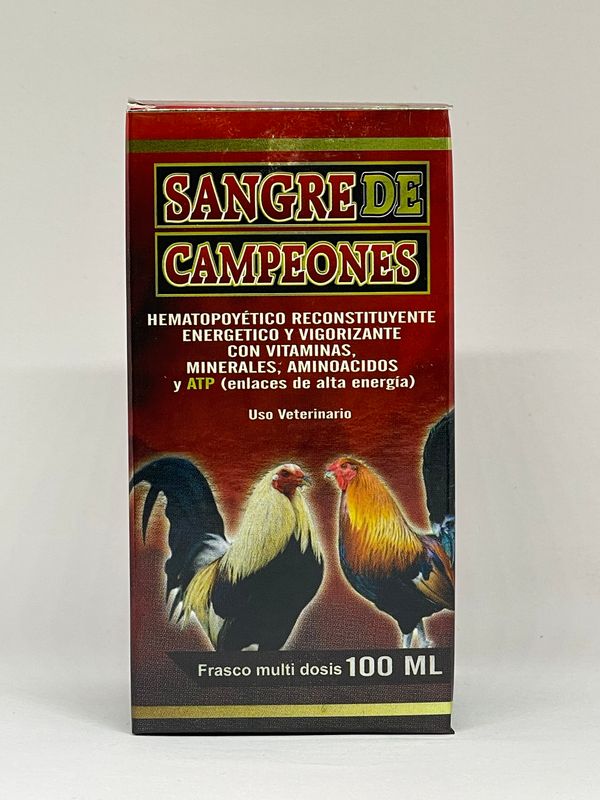 SANGRE DE
CAMPEONES
HEMATOPOYÉTICO RECONSTITUYENTE
ENERGETICO Y VIGORIZANTE
CON VITAMINAS,
MINERALES, AMINOACIDOS
y ATP (enlaces de alta energía)
Uso Veterinario
Frasco multi dosis 100 ML